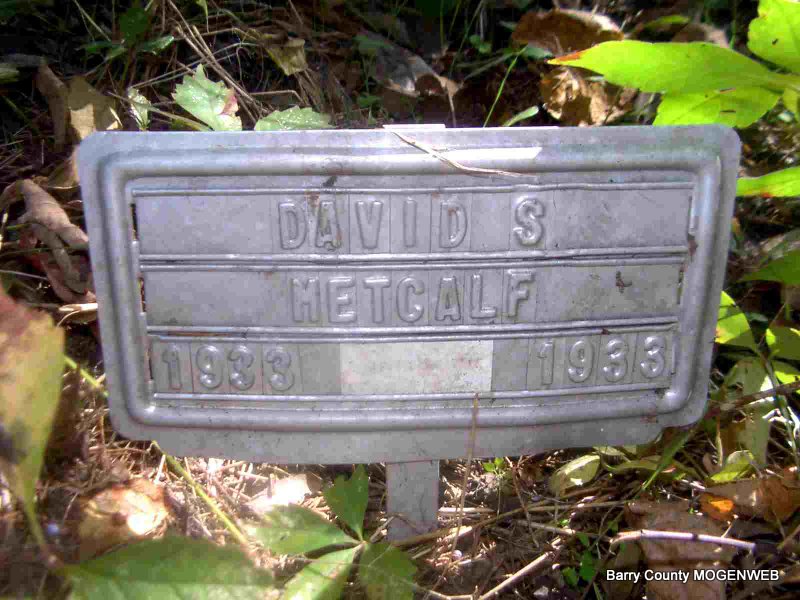 DAVID S
METCALF
1933 1933
Barry County MOGENWEB